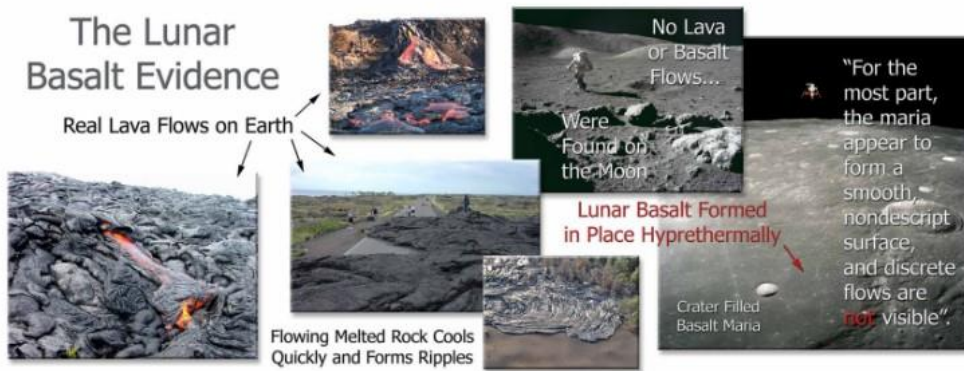 The Lunar
Basalt Evidence
Real Lava Flows on Earth
Flowing Melted Rock Cools
Quickly and Forms Ripples
No Lava
or Basalt
Flows...
Were
Found on
the Moon
Lunar Basalt Formed
in Place Hyprethermally
Crater Filled
Basalt Maria
"For the
most part,
the maria
appear to
form a
smooth,
nondescript
surface,
and discrete
flows are
not visible".